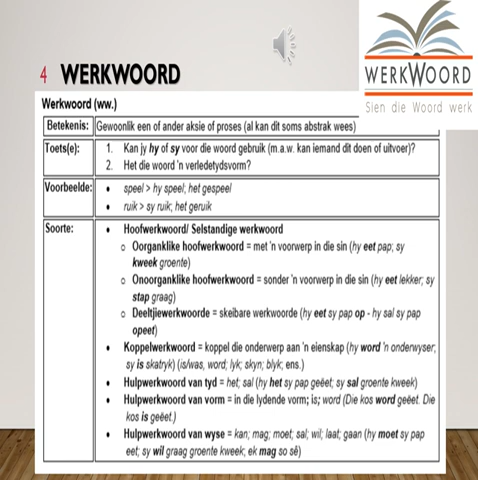 4 WERKWOORD
WERKWOORD
Sien die Woord werk
Werkwoord (ww.)
Betekenis: Gewoonlik een of ander aksie of proses (al kan dit soms abstrak wees)
Toets(e): 1. Kan jy hy of sy voor die woord gebruik (m.a.w. kan iemand dit doen of uitvoer)?
2. Het die woord 'n verledetydsvorm?
Voorbeelde: • speel > hy speel; het gespeel
• ruik > sy ruik; het geruik
Soorte: • Hoofwerkwoord/ Selstandige werkwoord
o Oorganklike hoofwerkwoord = met 'n voorwerp in die sin (hy eet pap; sy
kweek groente)
o Onoorganklike hoofwerkwoord = sonder 'n voorwerp in die sin (hy eet lekker; sy
stap graag)
o Deeltjiewerkwoorde = skeibare werkwoorde (hy eet sy pap op - hy sal sy pap
opeet)
• Koppelwerkwoord = koppel die onderwerp aan 'n eienskap (hy word 'n onderwyser;
sy is skatryk) (is/was, word; lyk; skyn; blyk; ens.)
• Hulpwerkwoord van tyd = het; sal (hy het sy pap geëet; sy sal groente kweek)
• Hulpwerkwoord van vorm = in die lydende vorm; is; word (Die kos word geëet. Die
kos is geëet.)
• Hulpwerkwoord van wyse = kan; mag; moet; sal; wil; laat; gaan (hy moet sy pap
eet; sy wil graag groente kweek; ek mag so sê)